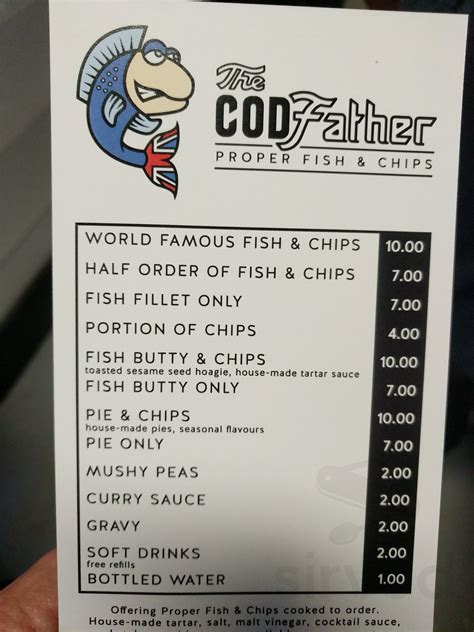 The
CODFather
PROPER FISH & CHIPS
WORLD FAMOUS FISH & CHIPS 10.00
HALF ORDER OF FISH & CHIPS 7.00
FISH FILLET ONLY 7.00
PORTION OF CHIPS 4.00
FISH BUTTY & CHIPS 10.00
toasted sesame seed hoagie, house-made tartar sauce
FISH BUTTY ONLY 7.00
PIE & CHIPS 10.00
house-made pies, seasonal flavours
PIE ONLY 7.00
MUSHY PEAS 2.00
CURRY SAUCE 2.00
GRAVY 2.00
SOFT DRINKS 2.00
free refills
BOTTLED WATER 1.00
Offering Proper Fish & Chips cooked to order.
House-made tartar, salt, malt vinegar, cocktail sauce,